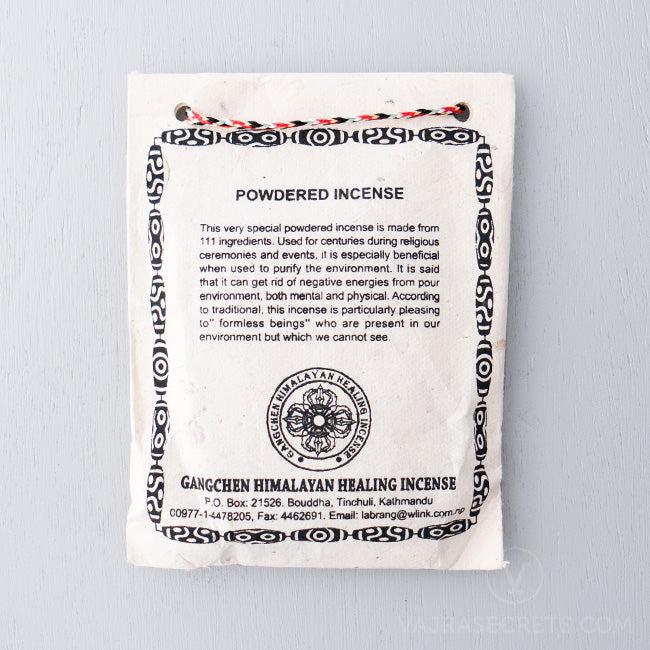 POWDERED INCENSE
This very special powdered incense is made from
111 ingredients. Used for centuries during religious
ceremonies and events, it is especially beneficial
when used to purify the environment. It is said
that it can get rid of negative energies from pour
environment, both mental and physical. According
to traditional, this incense is particularly pleasing
to" formless beings" who are present in our
environment but which we cannot see.
GANGCHEN HIMALAYAN HEALING INCENSE
GANGCHEN HIMALAYAN HEALING INCENSE
P.O. Box: 21526. Bouddha, Tinchuli, Kathmandu
00977-1-4478205, Fax: 4462691. Email: labrang@wlink.com.np
V
VAJRASECRETS.COM